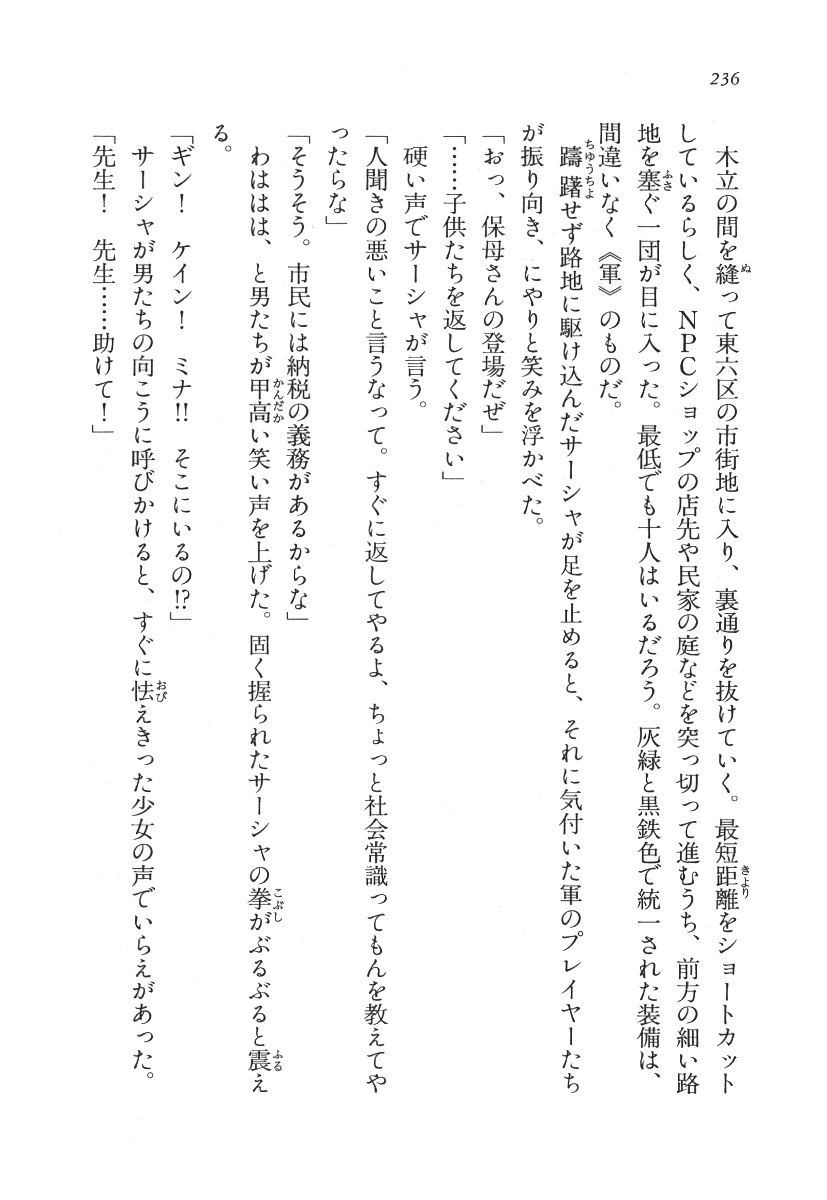 236
　木立の間を縫って東六区の市街地に入り、裏通りを抜けていく。最短距離をショートカット
しているらしく、NPCショップの店先や民家の庭などを突っ切って進むうち、前方の細い路
地を塞ぐ一団が目に入った。最低でも十人はいるだろう。灰緑と黒鉄色で統一された装備は、
間違いなく《軍》のものだ。
　躊躇せず路地に駆け込んだサーシャが足を止めると、それに気付いた軍のプレイヤーたち
が振り向き、にやりと笑みを浮かべた。
「おっ、保母さんの登場だぜ」
「……子供たちを返してください」
　硬い声でサーシャが言う。
「人聞きの悪いこと言うなって。すぐに返してやるよ、ちょっと社会常識ってもんを教えてや
ったらな」
「そうそう。市民には納税の義務があるからな」
　わははは、と男たちが甲高い笑い声を上げた。固く握られたサーシャの拳がぶるぶると震え
る。
「ギン！　ケイン！　ミナ!!　そこにいるの!?」
　サーシャが男たちの向こうに呼びかけると、すぐに怯えきった少女の声でいらえがあった。
「先生！　先生……助けて！」